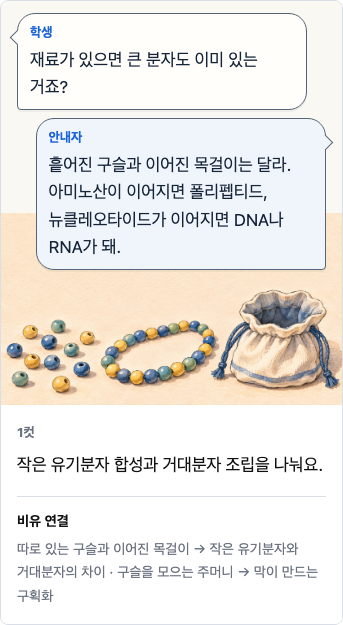 학생
재료가 있으면 큰 분자도 이미 있는
거죠?
안내자
흩어진 구슬과 이어진 목걸이는 달라.
아미노산이 이어지면 폴리펩티드,
뉴클레오타이드가 이어지면 DNA나
RNA가 돼.
1컷
작은 유기분자 합성과 거대분자 조립을 나눠요.
비유 연결
따로 있는 구슬과 이어진 목걸이 → 작은 유기분자와
거대분자의 차이 · 구슬을 모으는 주머니 → 막이 만드는
구획화